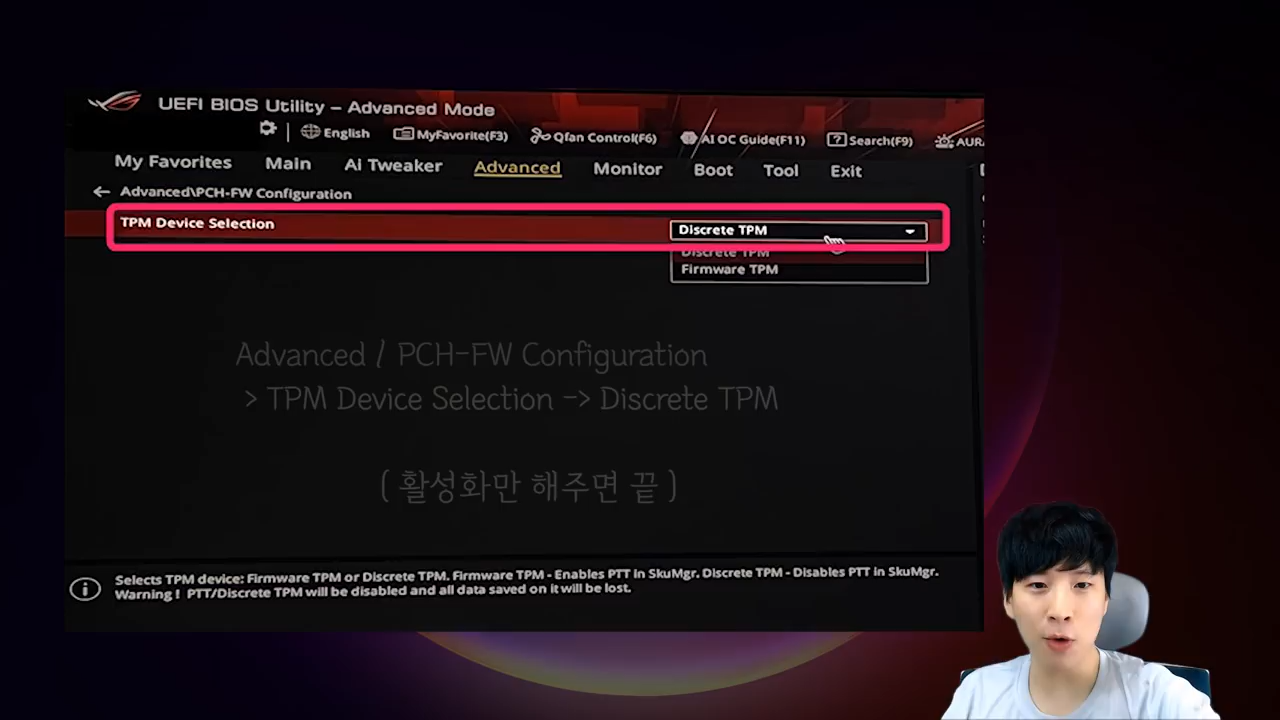 UEFI BIOS Utility – Advanced Mode
English MyFavorite(F3) Qfan Control(F6) AI OC Guide(F11) Search(F9) AURA
My Favorites Main Ai Tweaker Advanced Monitor Boot Tool Exit
Advanced\PCH-FW Configuration
TPM Device Selection Discrete TPM
Discrete TPM
Firmware TPM
Advanced / PCH-FW Configuration
> TPM Device Selection -> Discrete TPM
( 활성화만 해주면 끝 )
Selects TPM device: Firmware TPM or Discrete TPM. Firmware TPM - Enables PTT in SkuMgr. Discrete TPM - Disables PTT in SkuMgr.
Warning ! PTT/Discrete TPM will be disabled and all data saved on it will be lost.